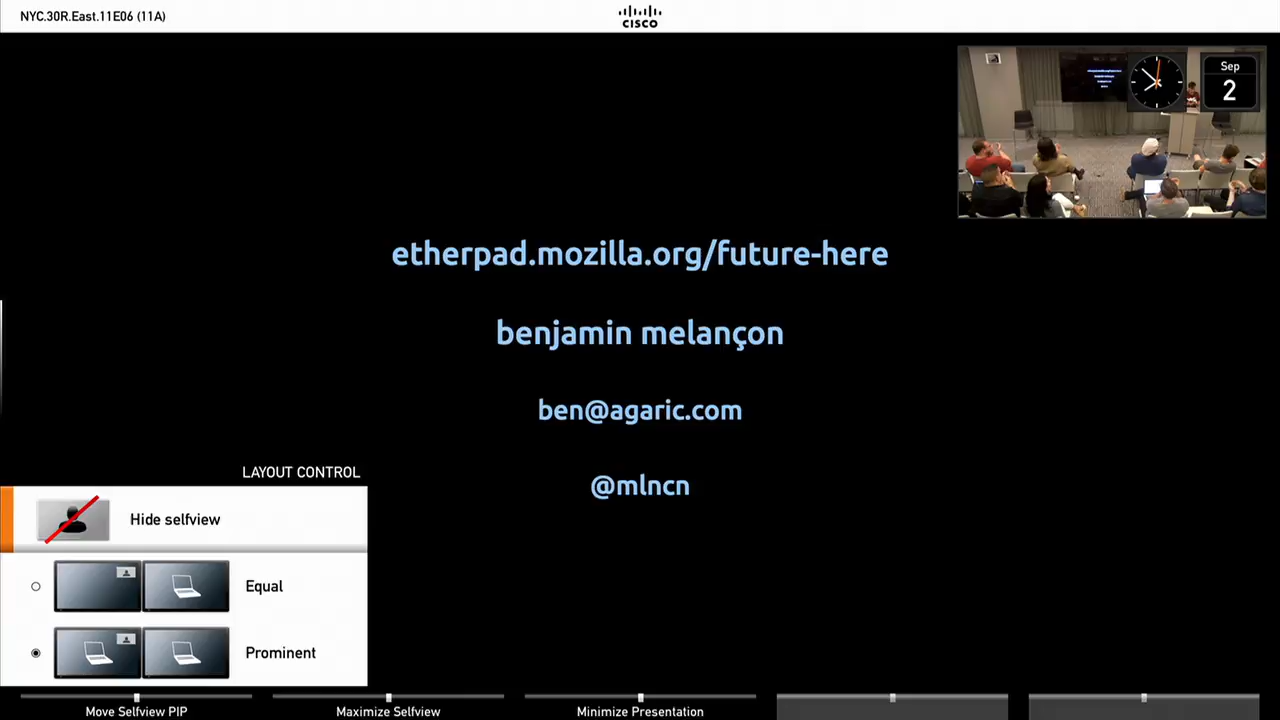 NYC.30R.East.11E06 (11A)
CISCO
Sep
2
etherpad.mozilla.org/future-here
benjamin melançon
ben@agaric.com
@mlncn
LAYOUT CONTROL
Hide selfview
Equal
Prominent
Move Selfview PIP
Maximize Selfview
Minimize Presentation